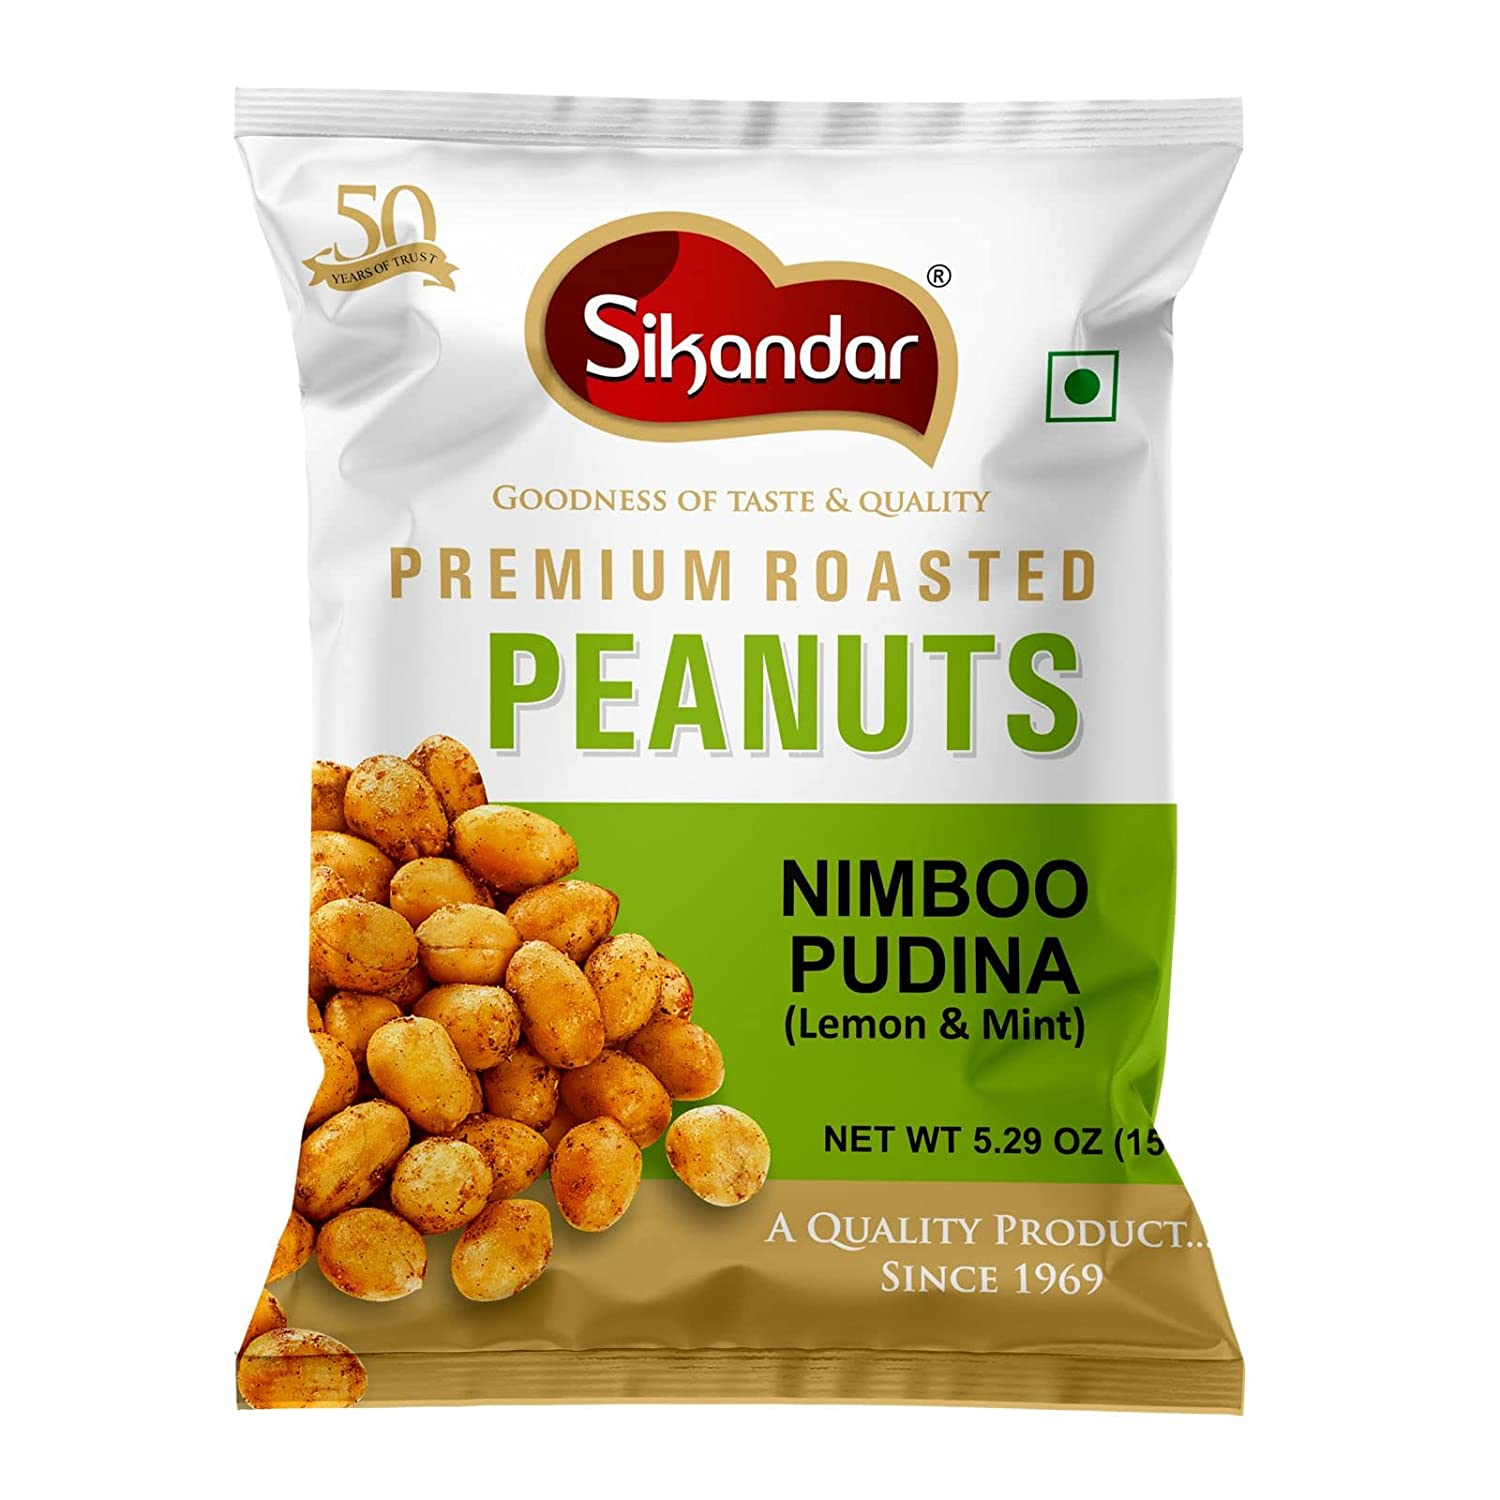 50
YEARS OF TRUST
Sikandar®
GOODNESS OF TASTE & QUALITY
PREMIUM ROASTED
PEANUTS
NIMBOO
PUDINA
(Lemon & Mint)
NET WT 5.29 OZ (15
A QUALITY PRODUCT...
SINCE 1969